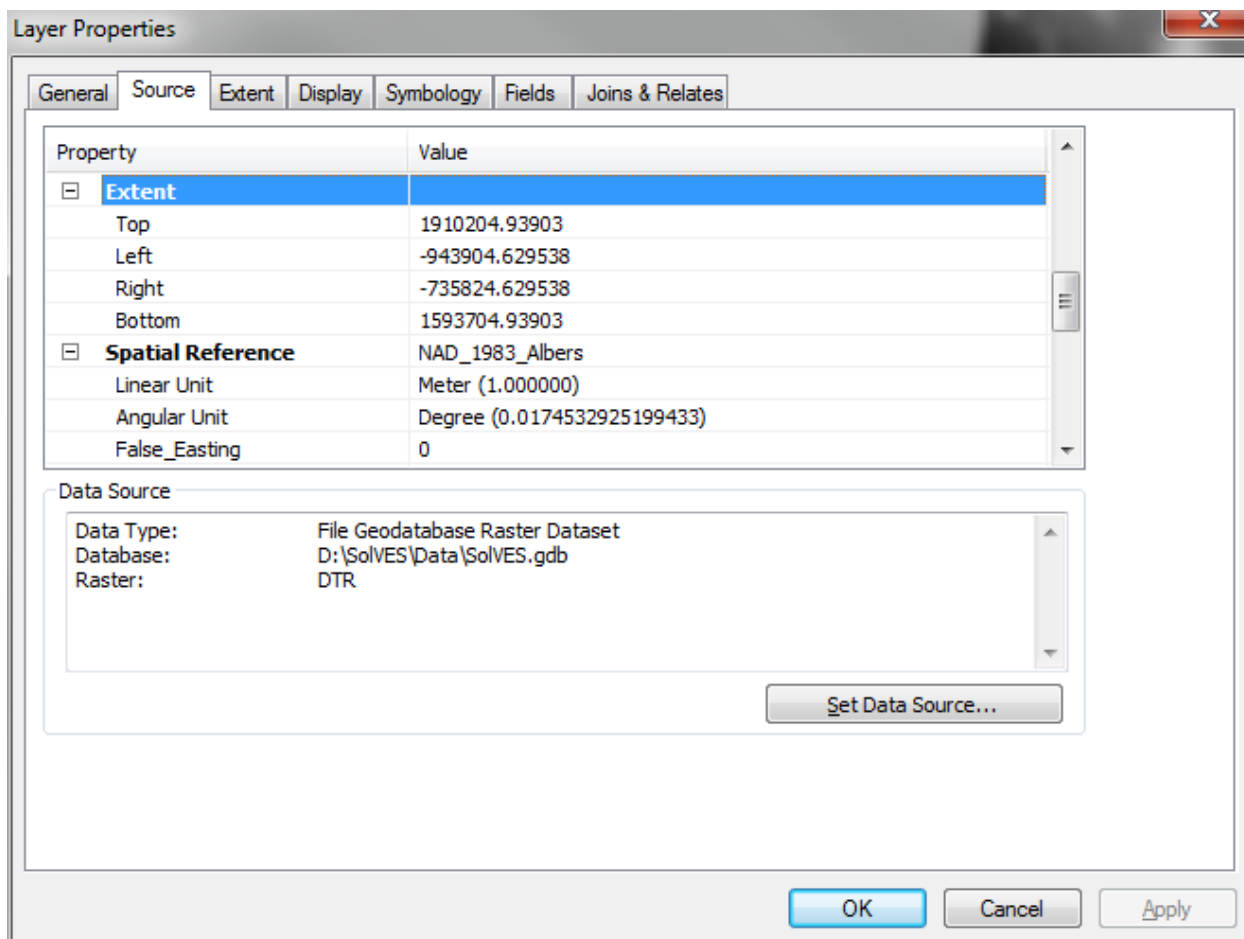 Layer Properties
General Source Extent Display Symbology Fields Joins & Relates
Property Value
Extent
Top 1910204.93903
Left -943904.629538
Right -735824.629538
Bottom 1593704.93903
Spatial Reference NAD_1983_Albers
Linear Unit Meter (1.000000)
Angular Unit Degree (0.0174532925199433)
False_Easting 0
Data Source
Data Type: File Geodatabase Raster Dataset
Database: D:\SolVES\Data\SolVES.gdb
Raster: DTR
Set Data Source...
OK Cancel Apply